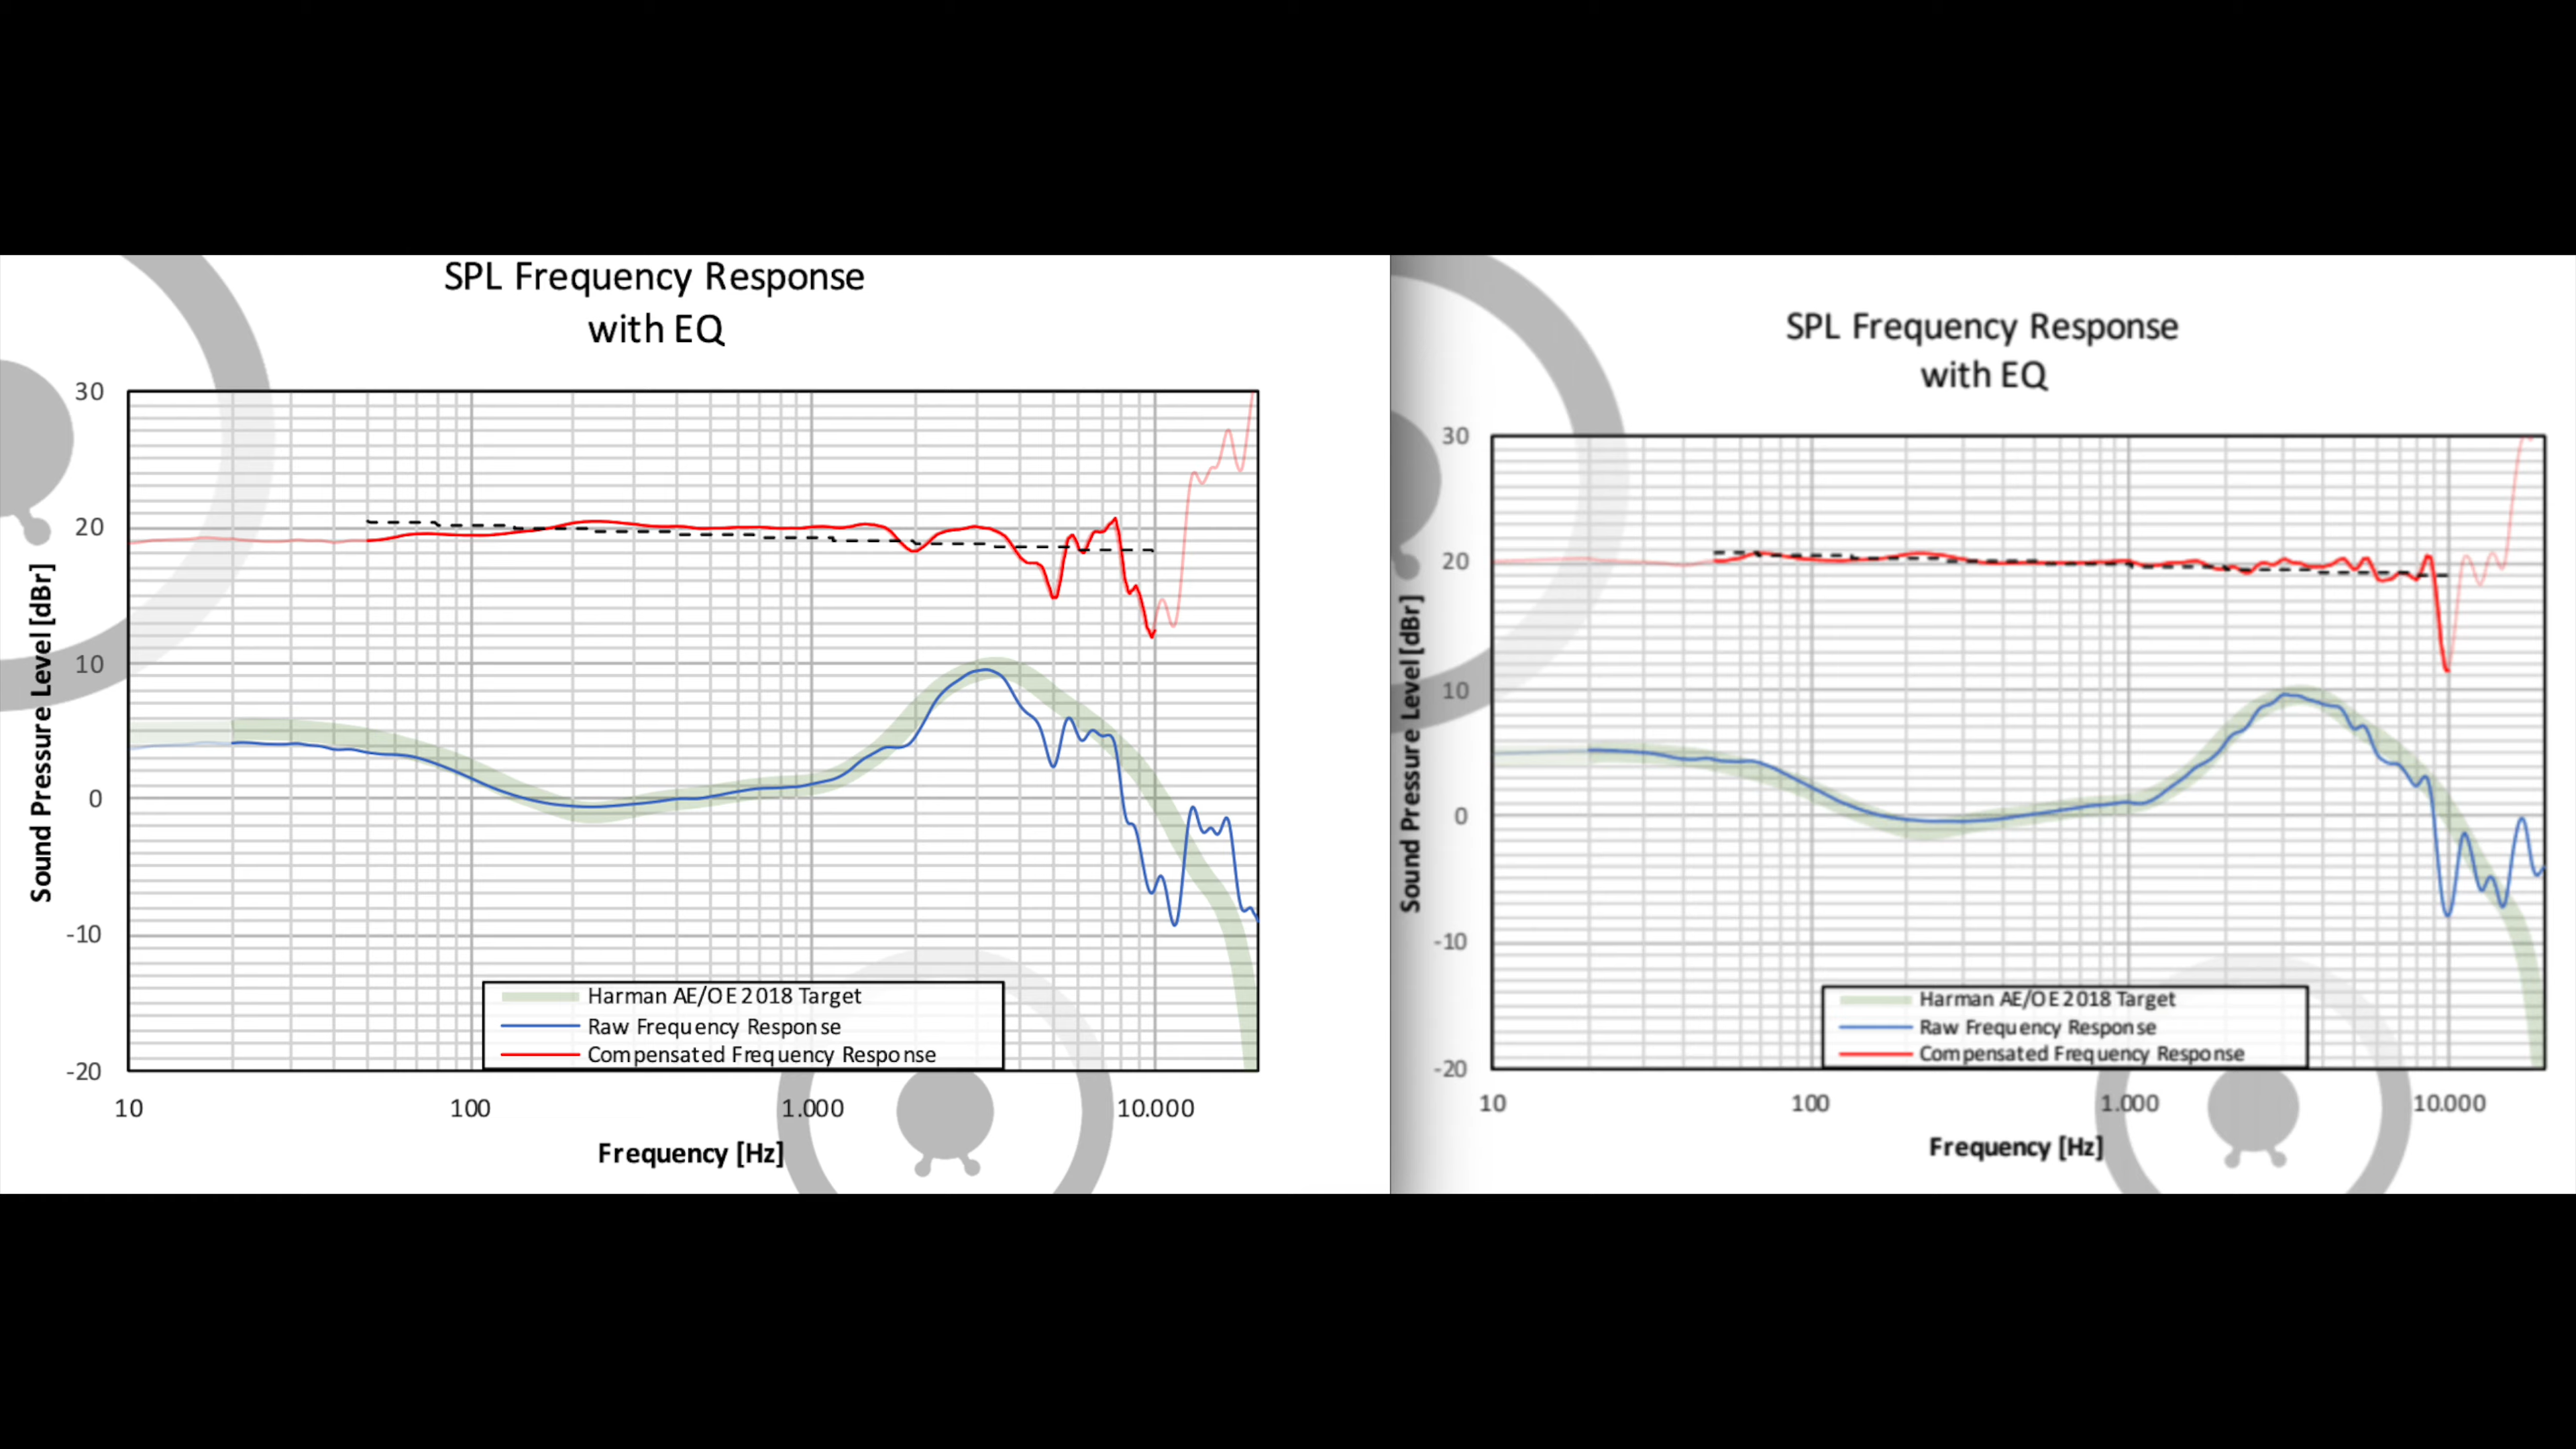 SPL Frequency Response
with EQ
30
20
10
0
-10
-20
Sound Pressure Level [dBr]
Harman AE/OE 2018 Target
Raw Frequency Response
Compensated Frequency Response
10
100
1.000
10.000
Frequency [Hz]
SPL Frequency Response
with EQ
30
20
10
0
-10
-20
Sound Pressure Level [dBr]
Harman AE/OE 2018 Target
Raw Frequency Response
Compensated Frequency Response
10
100
1.000
10.000
Frequency [Hz]